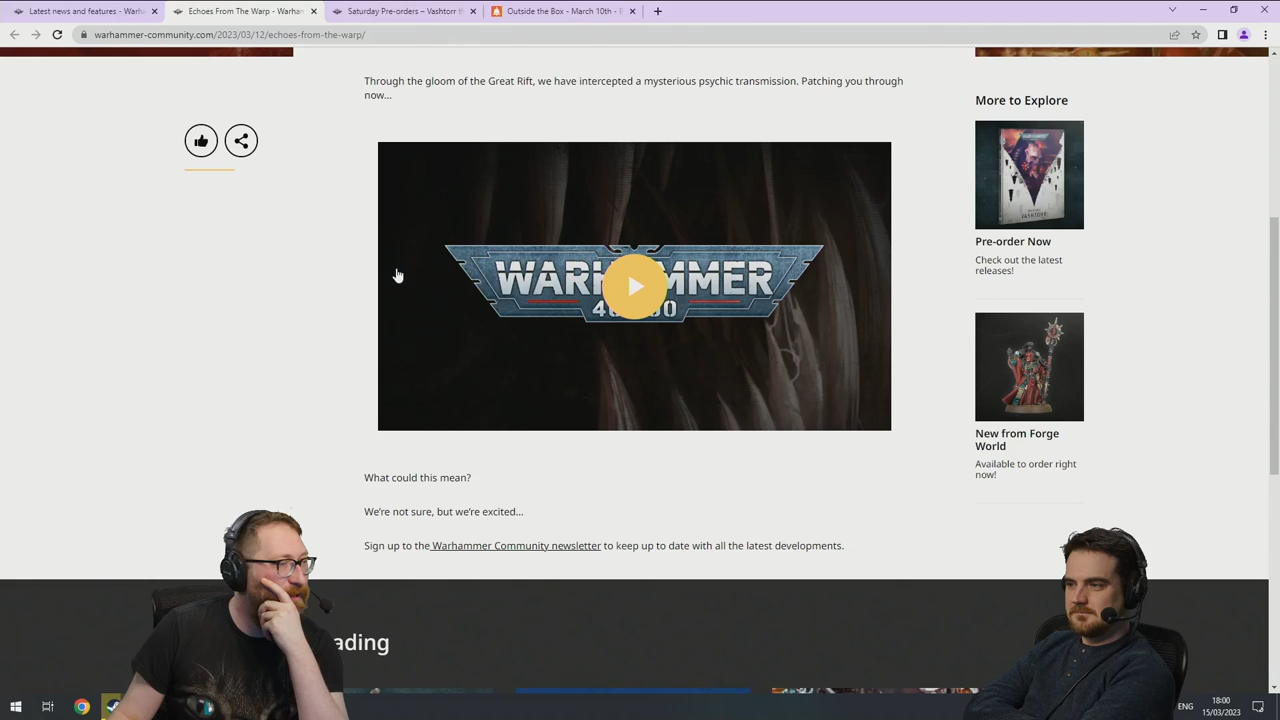 Latest news and features - Warha
Echoes From The Warp - Warham
Saturday Pre-orders – Vashtorr th
Outside the Box - March 10th - B
warhammer-community.com/2023/03/12/echoes-from-the-warp/
Through the gloom of the Great Rift, we have intercepted a mysterious psychic transmission. Patching you through
now…
More to Explore
WARHAMMER
40,000
VASHTORR
Pre-order Now
Check out the latest
releases!
New from Forge
World
Available to order right
now!
What could this mean?
We're not sure, but we're excited…
Sign up to the Warhammer Community newsletter to keep up to date with all the latest developments.
ading
ENG
18:00
15/03/2023